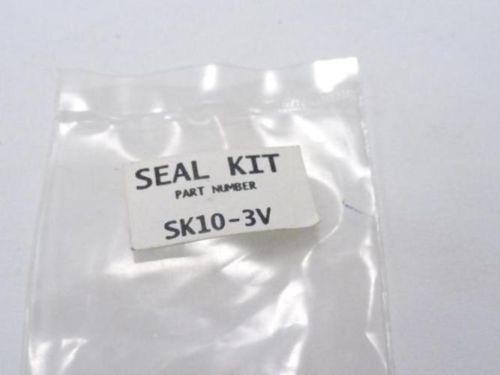 SEAL KIT
PART NUMBER
SK10-3V